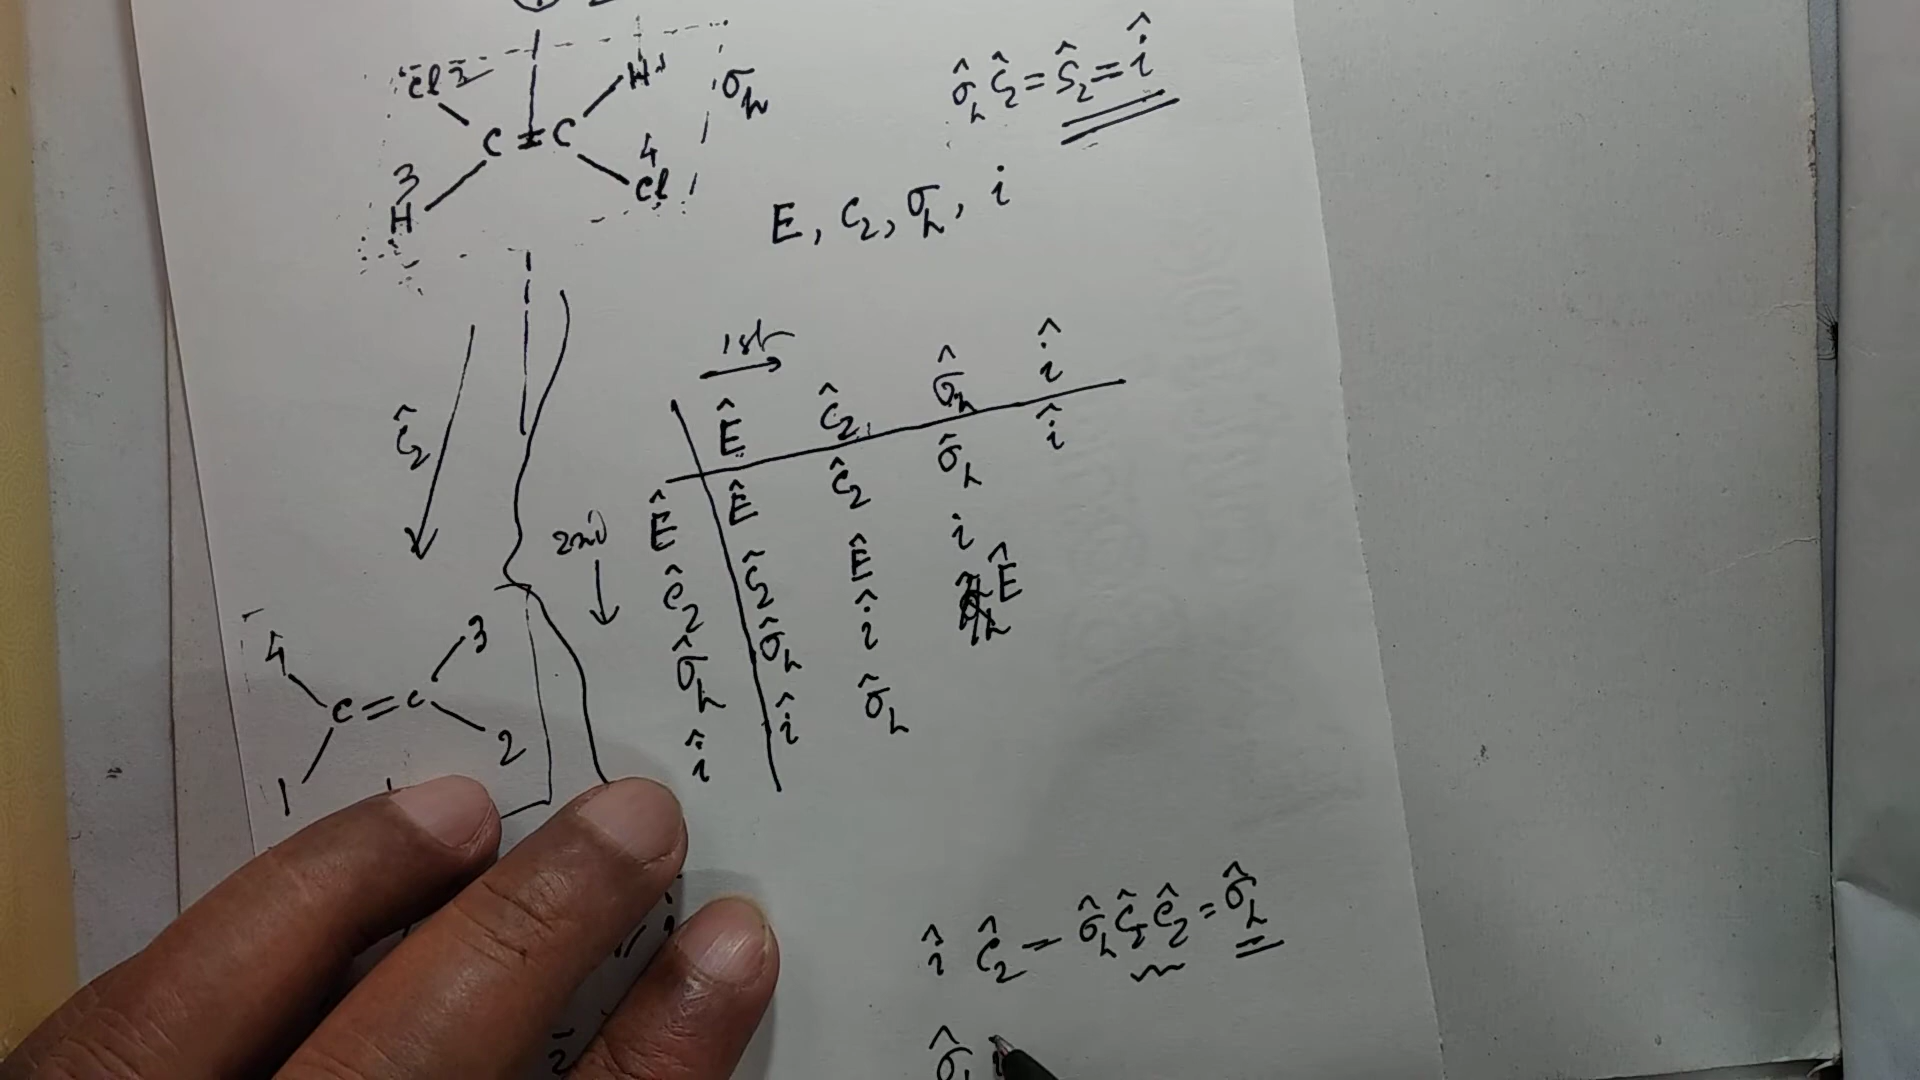 Cl 2 H 1 σh
C = C
3 4
H Cl
σ̂h Ĉ2 = Ŝ2 = î
E, C2, σh, i
1st
Ê Ĉ2 σ̂h î
Ê Ê Ĉ2 σ̂h î
2nd
Ĉ2 Ĉ2 Ê i
σ̂h σ̂h î Ê
î î σ̂h
Ĉ2
4 3
C = C
1 2
î Ĉ2 = σ̂h Ĉ2 Ĉ2 = σ̂h